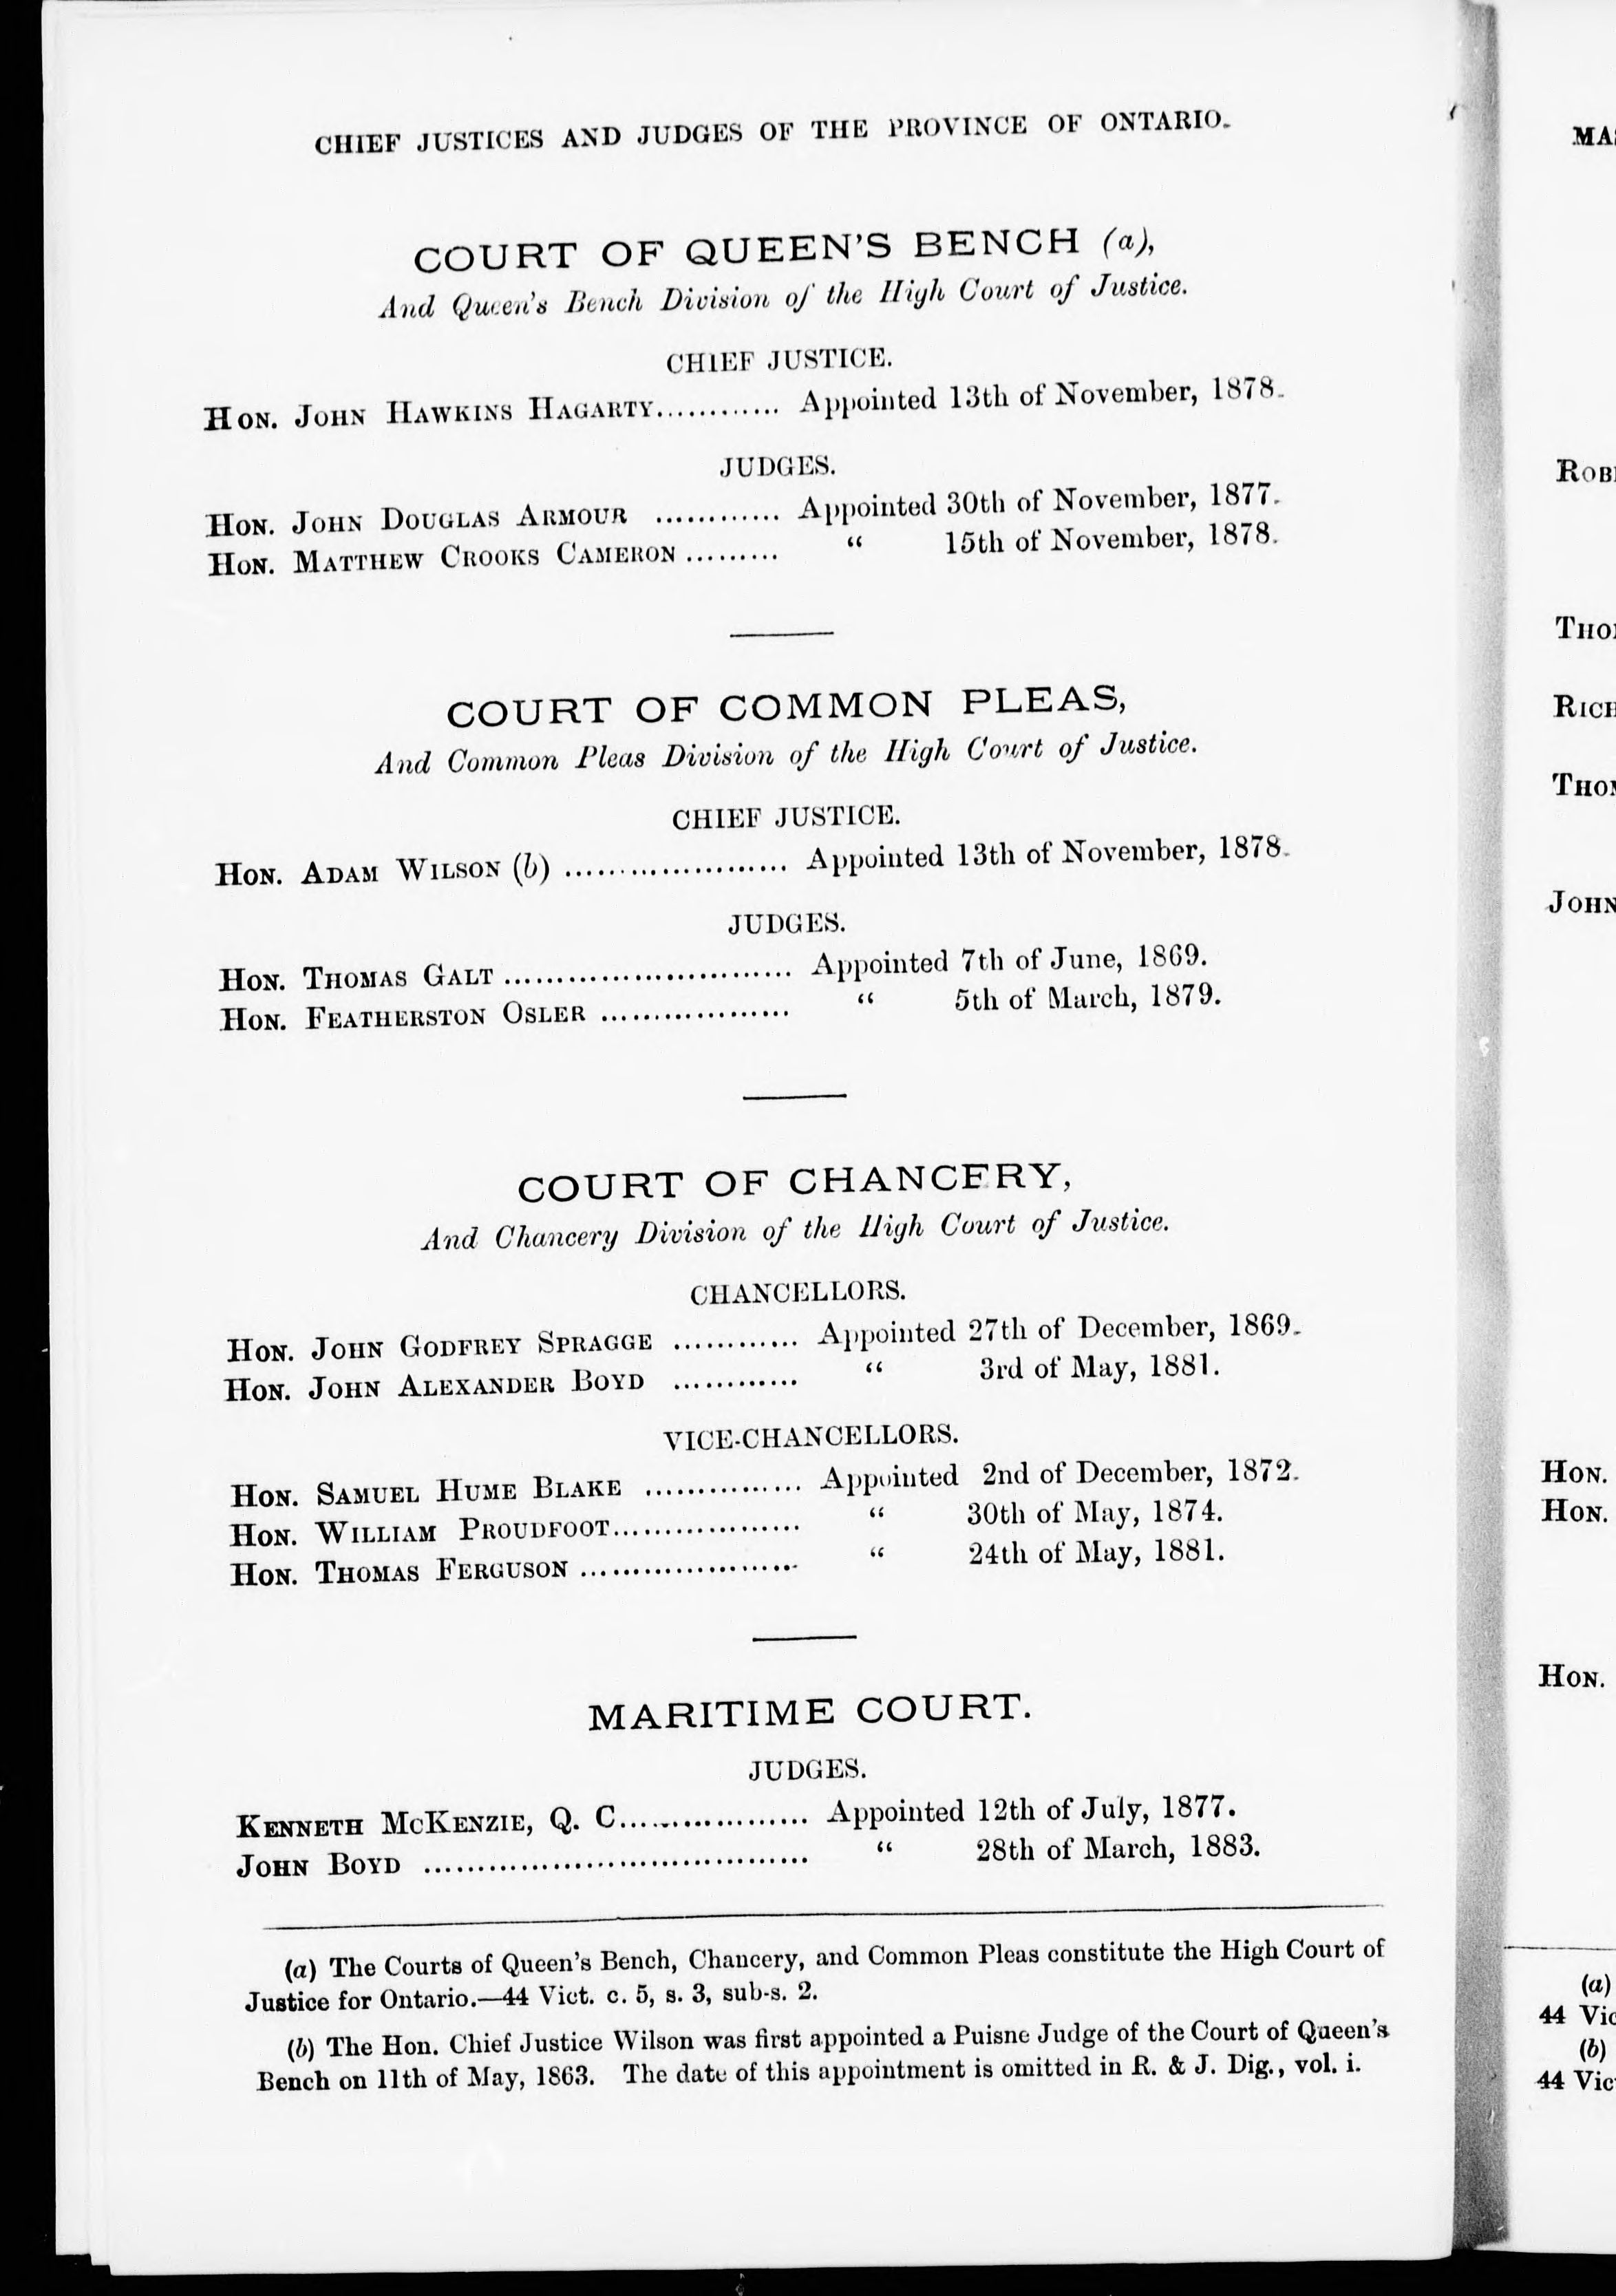 CHIEF JUSTICES AND JUDGES OF THE PROVINCE OF ONTARIO.
COURT OF QUEEN'S BENCH (a),
And Queen's Bench Division of the High Court of Justice.
CHIEF JUSTICE.
HON. JOHN HAWKINS HAGARTY............ Appointed 13th of November, 1878.
JUDGES.
HON. JOHN DOUGLAS ARMOUR ............ Appointed 30th of November, 1877.
HON. MATTHEW CROOKS CAMERON ......... “ 15th of November, 1878.
COURT OF COMMON PLEAS,
And Common Pleas Division of the High Court of Justice.
CHIEF JUSTICE.
HON. ADAM WILSON (b) ..................... Appointed 13th of November, 1878.
JUDGES.
HON. THOMAS GALT ........................... Appointed 7th of June, 1869.
HON. FEATHERSTON OSLER .................. “ 5th of March, 1879.
COURT OF CHANCERY,
And Chancery Division of the High Court of Justice.
CHANCELLORS.
HON. JOHN GODFREY SPRAGGE ............ Appointed 27th of December, 1869.
HON. JOHN ALEXANDER BOYD ............ “ 3rd of May, 1881.
VICE-CHANCELLORS.
HON. SAMUEL HUME BLAKE ............... Appointed 2nd of December, 1872.
HON. WILLIAM PROUDFOOT.................. “ 30th of May, 1874.
HON. THOMAS FERGUSON ..................... “ 24th of May, 1881.
MARITIME COURT.
JUDGES.
KENNETH MCKENZIE, Q. C.................. Appointed 12th of July, 1877.
JOHN BOYD .................................... “ 28th of March, 1883.
(a) The Courts of Queen's Bench, Chancery, and Common Pleas constitute the High Court of
Justice for Ontario.—44 Vict. c. 5, s. 3, sub-s. 2.
(b) The Hon. Chief Justice Wilson was first appointed a Puisne Judge of the Court of Queen's
Bench on 11th of May, 1863. The date of this appointment is omitted in R. & J. Dig., vol. i.
JOHN
HON.
HON.
HON.
(a)
44
(b)
44